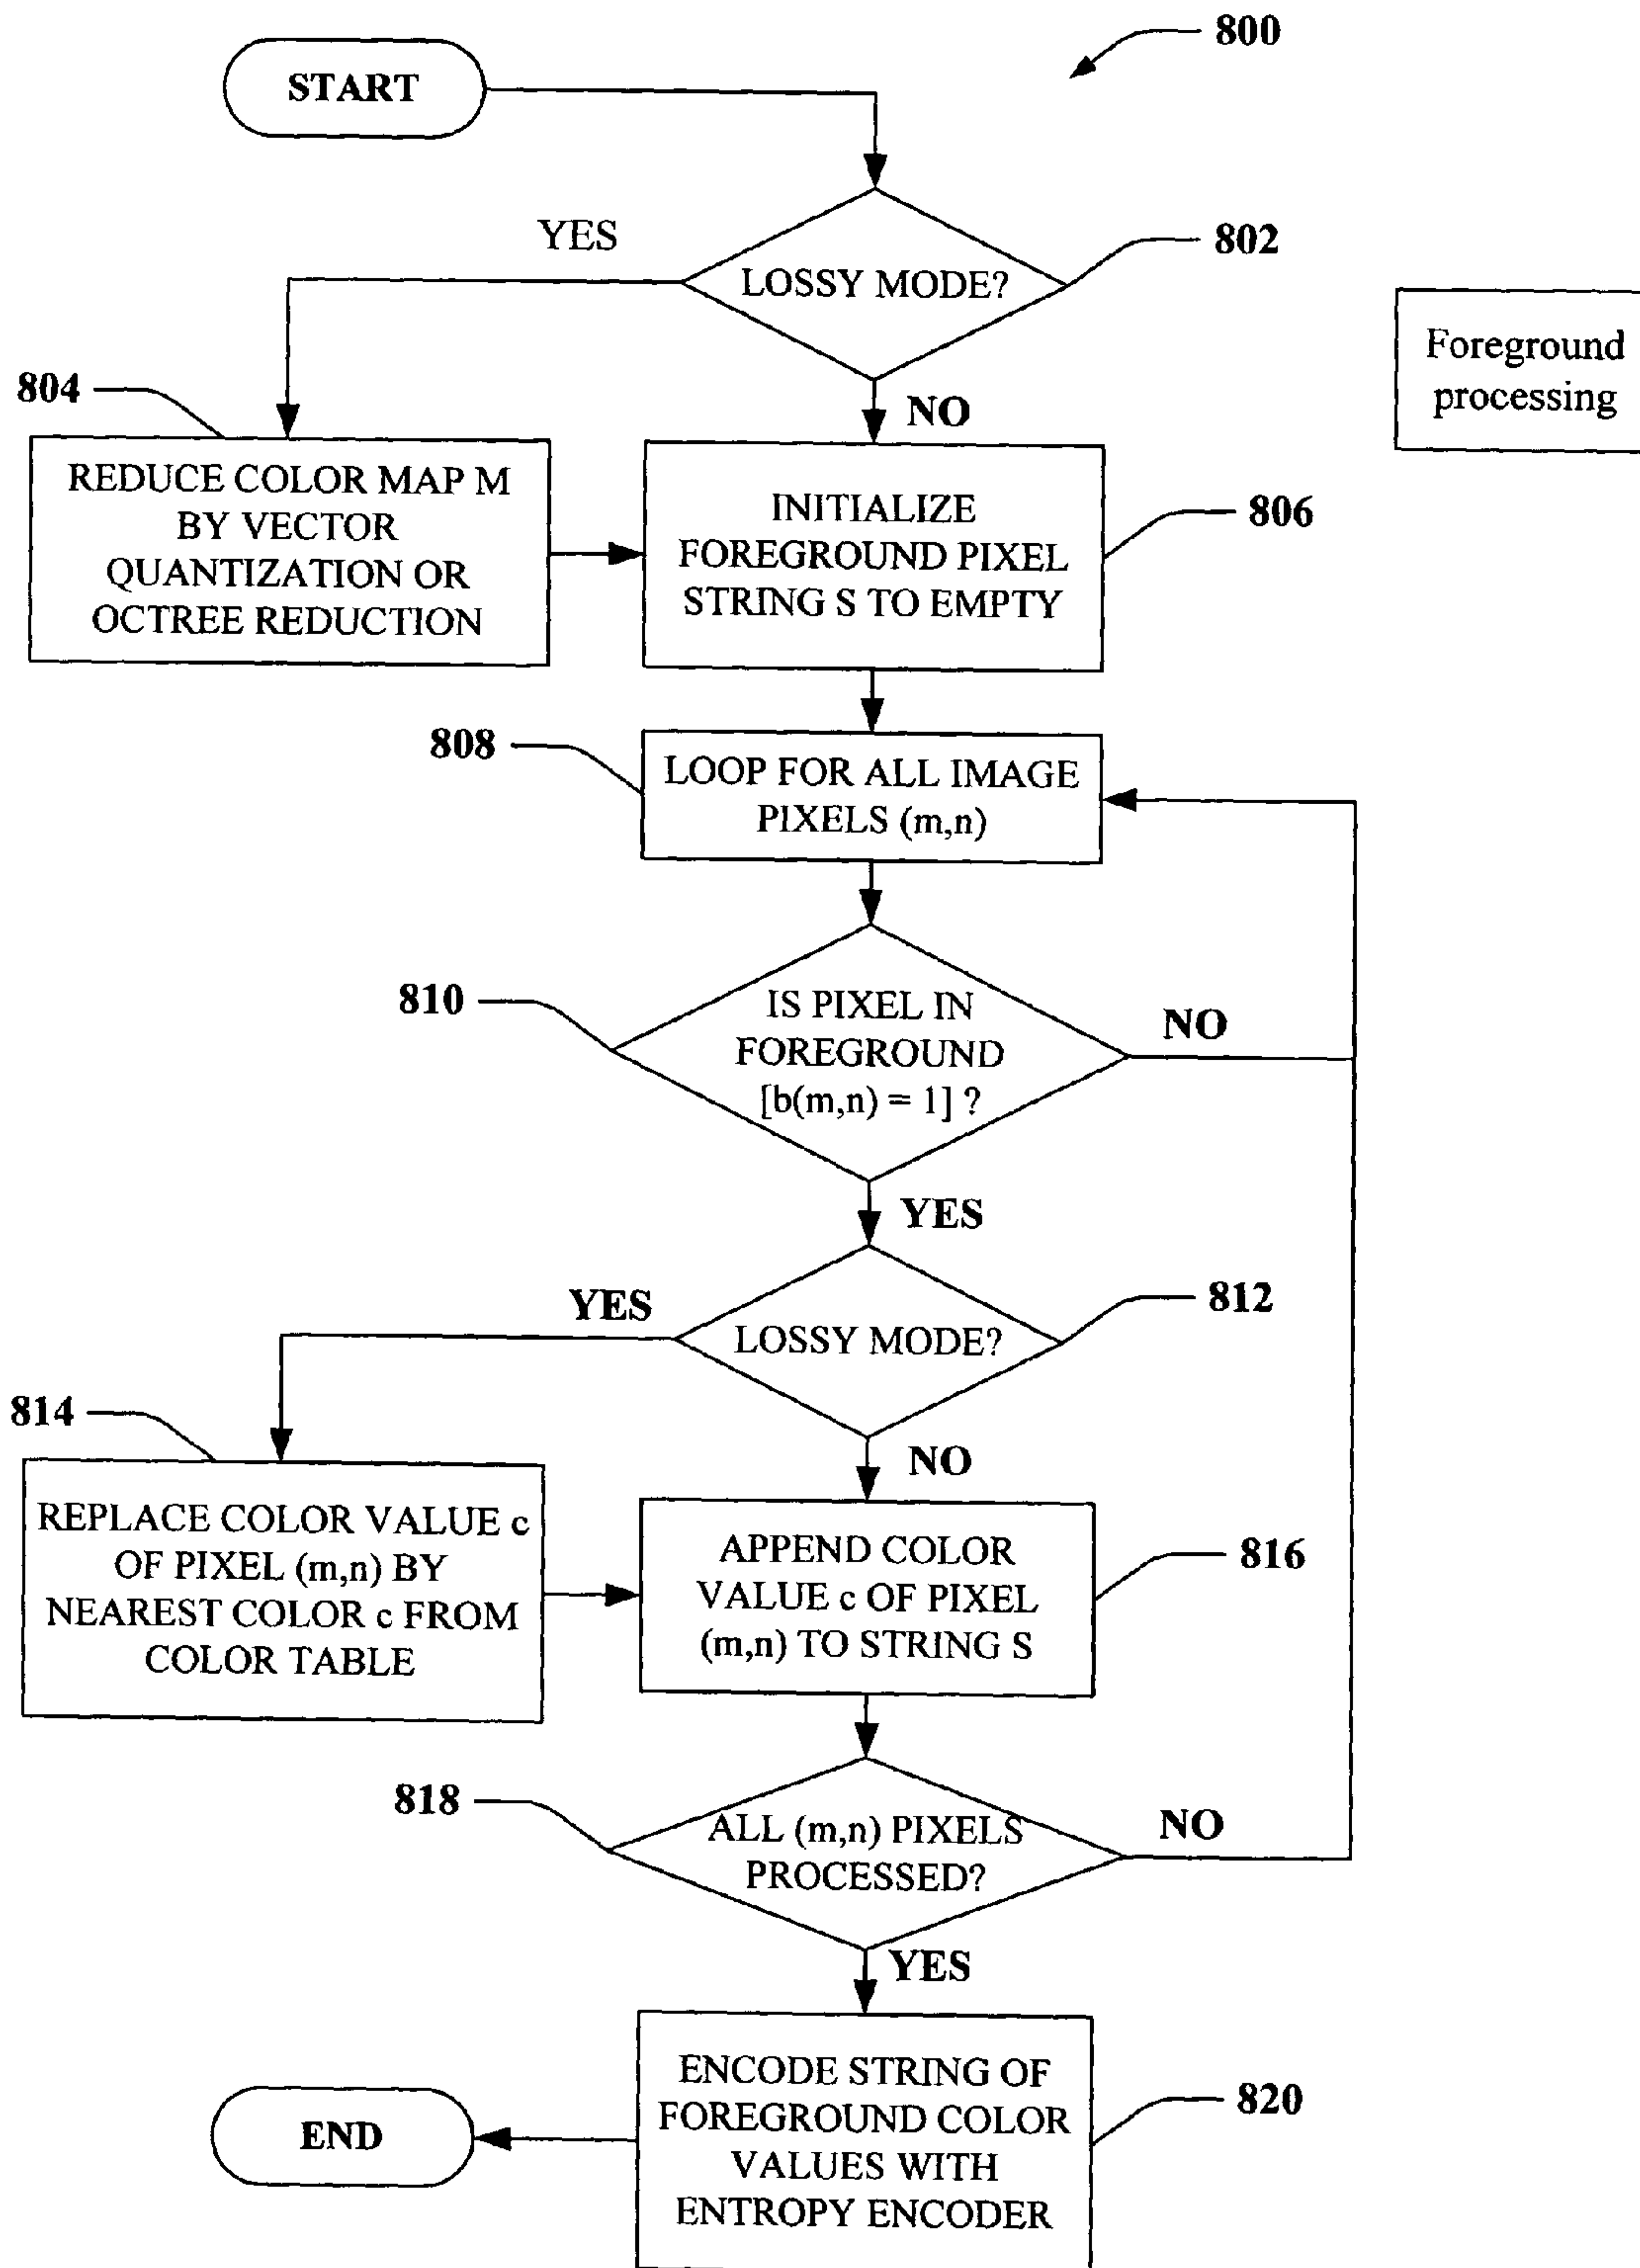 800
START
YES
802
LOSSY MODE?
Foreground
processing
804
NO
REDUCE COLOR MAP M
BY VECTOR
QUANTIZATION OR
OCTREE REDUCTION
INITIALIZE
FOREGROUND PIXEL
STRING S TO EMPTY
806
808
LOOP FOR ALL IMAGE
PIXELS (m,n)
810
IS PIXEL IN
FOREGROUND
[b(m,n) = 1] ?
NO
YES
812
YES
LOSSY MODE?
814
NO
REPLACE COLOR VALUE c
OF PIXEL (m,n) BY
NEAREST COLOR c FROM
COLOR TABLE
APPEND COLOR
VALUE c OF PIXEL
(m,n) TO STRING S
816
818
ALL (m,n) PIXELS
PROCESSED?
NO
YES
ENCODE STRING OF
FOREGROUND COLOR
VALUES WITH
ENTROPY ENCODER
820
END